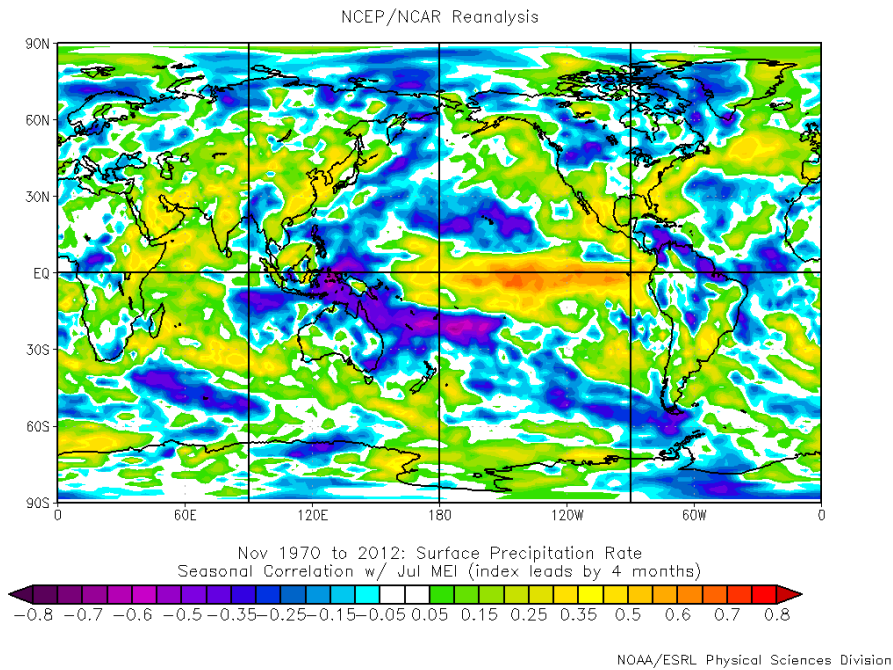 NCEP/NCAR Reanalysis
90N
60N
30N
EQ
30S
60S
90S
0 60E 120E 180 120W 60W 0
Nov 1970 to 2012: Surface Precipitation Rate
Seasonal Correlation w/ Jul MEI (index leads by 4 months)
-0.8 -0.7 -0.6 -0.5 -0.35 -0.25 -0.15 -0.05 0.05 0.15 0.25 0.35 0.5 0.6 0.7 0.8
NOAA/ESRL Physical Sciences Division